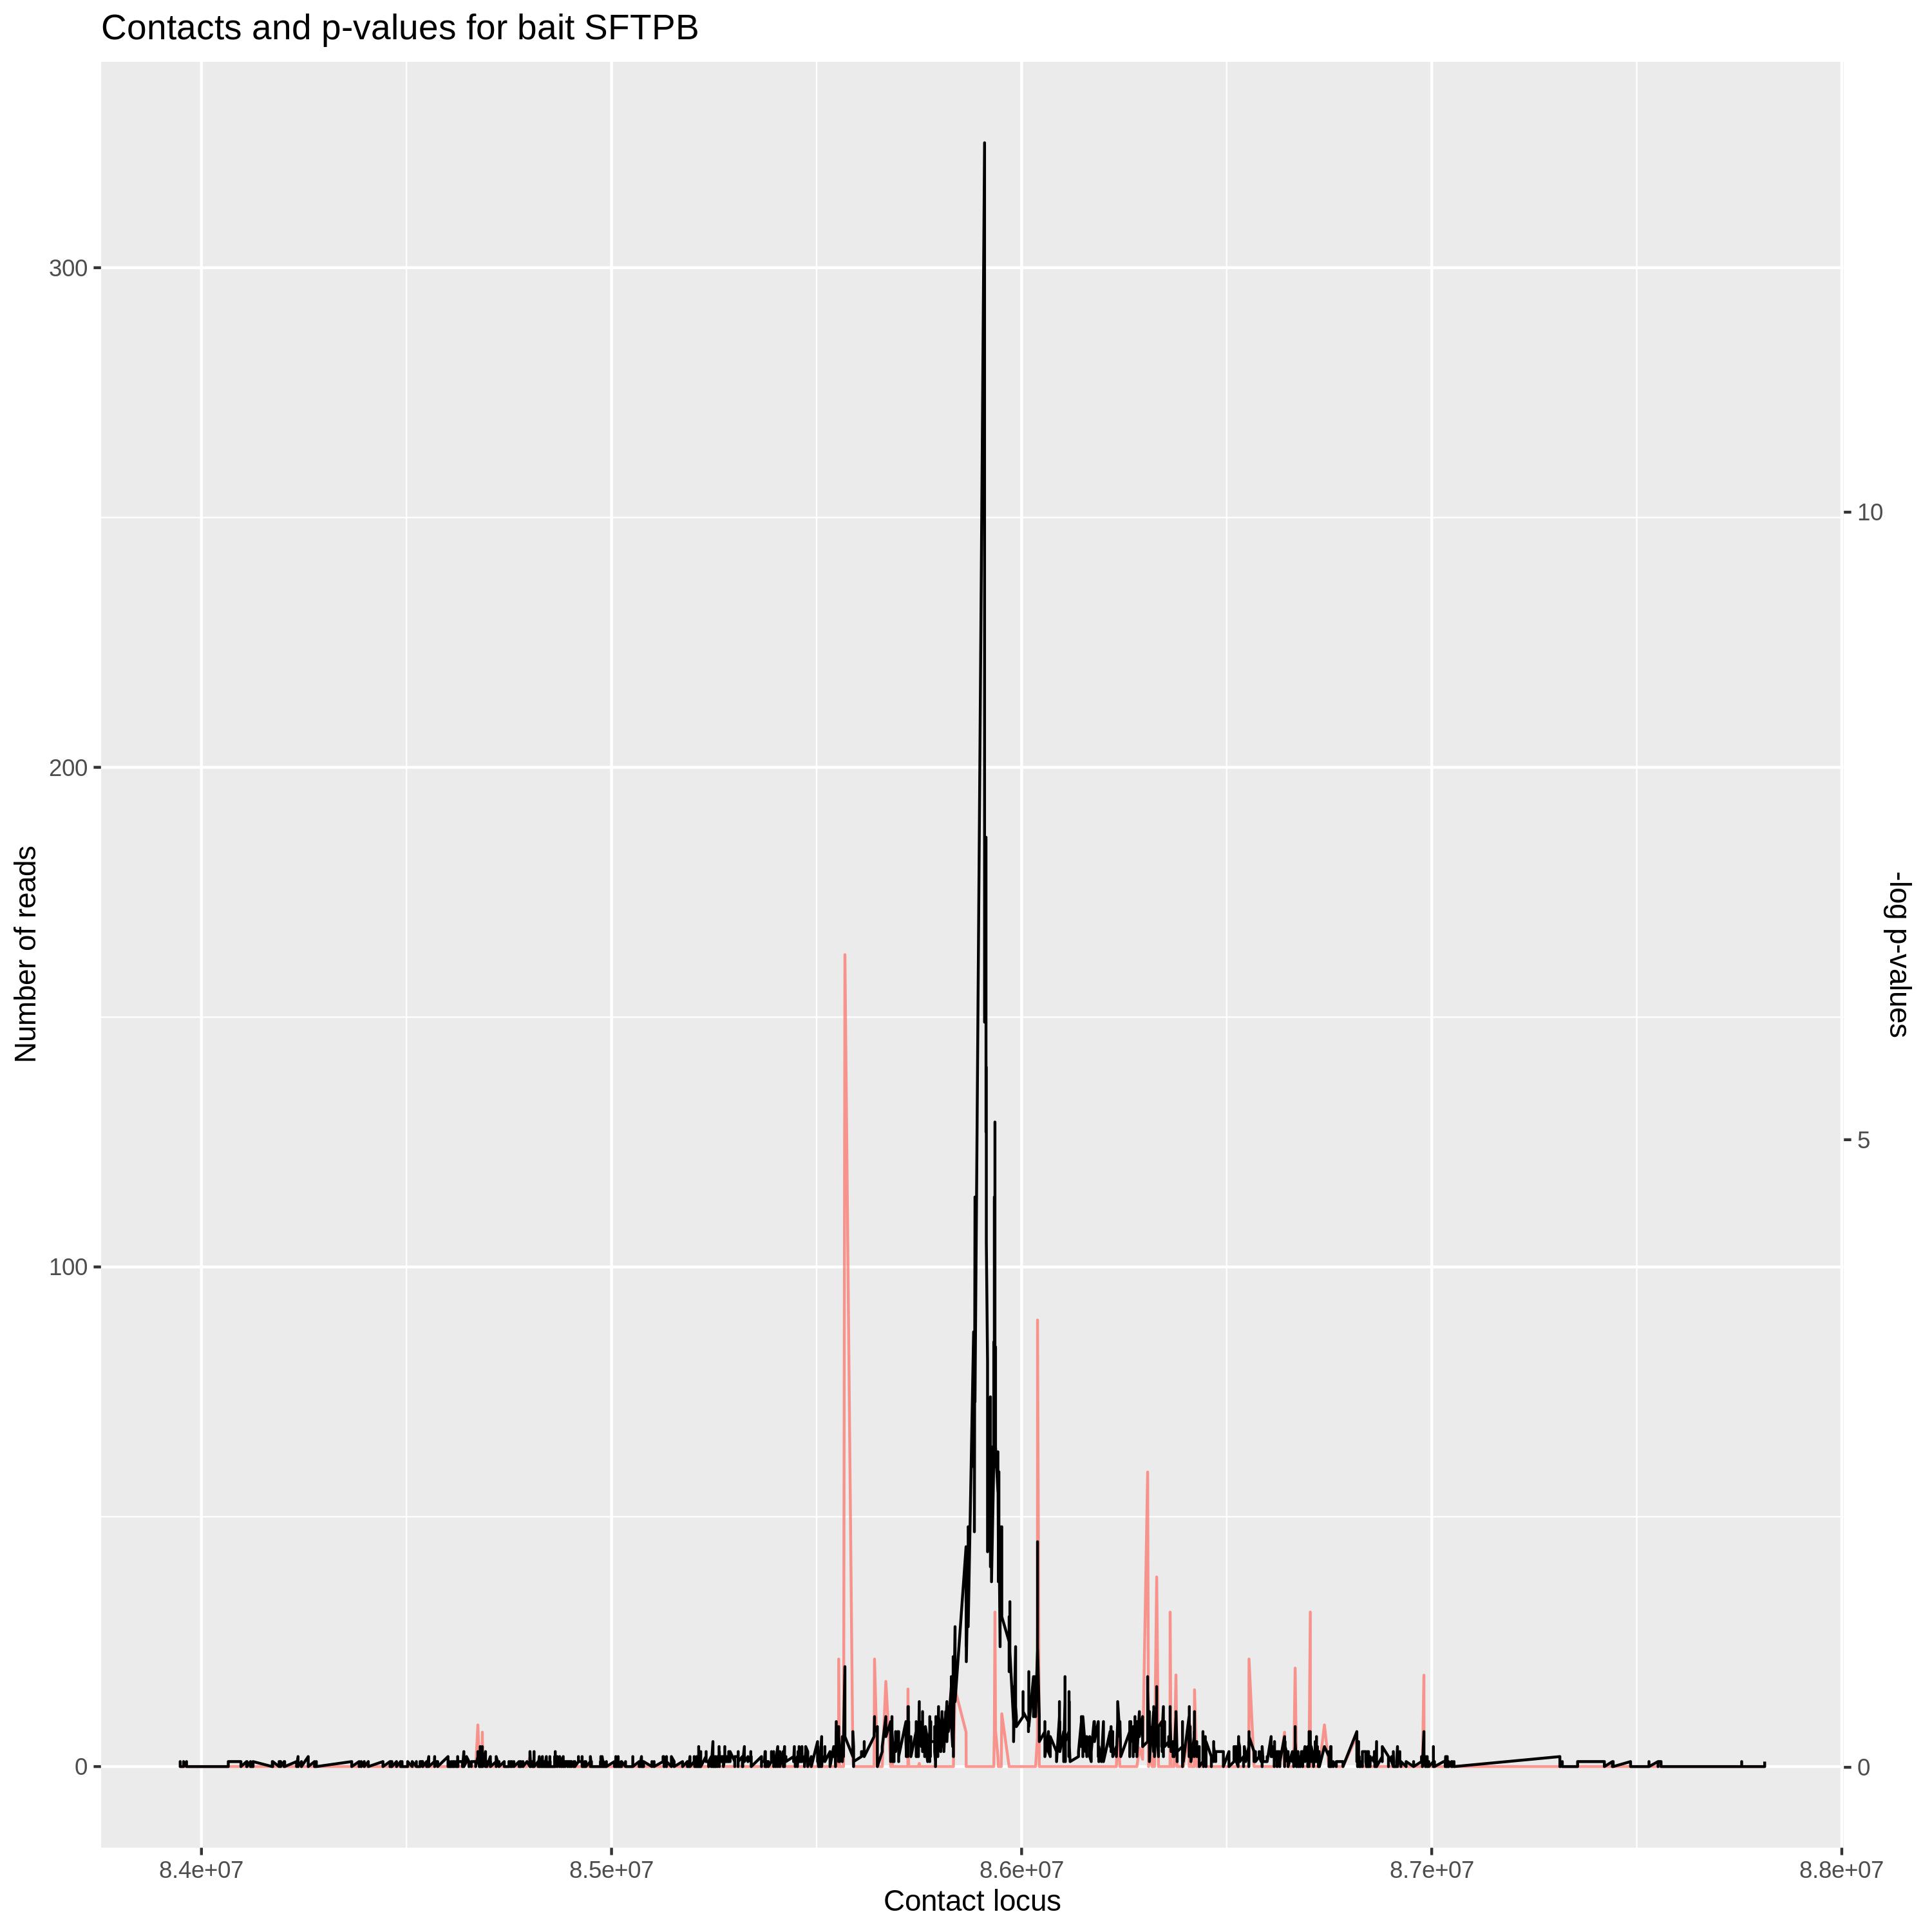 Contacts and p-values for bait SFTPB
Number of reads
300
200
100
0
10
5
0
-log p-values
8.4e+07
8.5e+07
8.6e+07
8.7e+07
8.8e+07
Contact locus